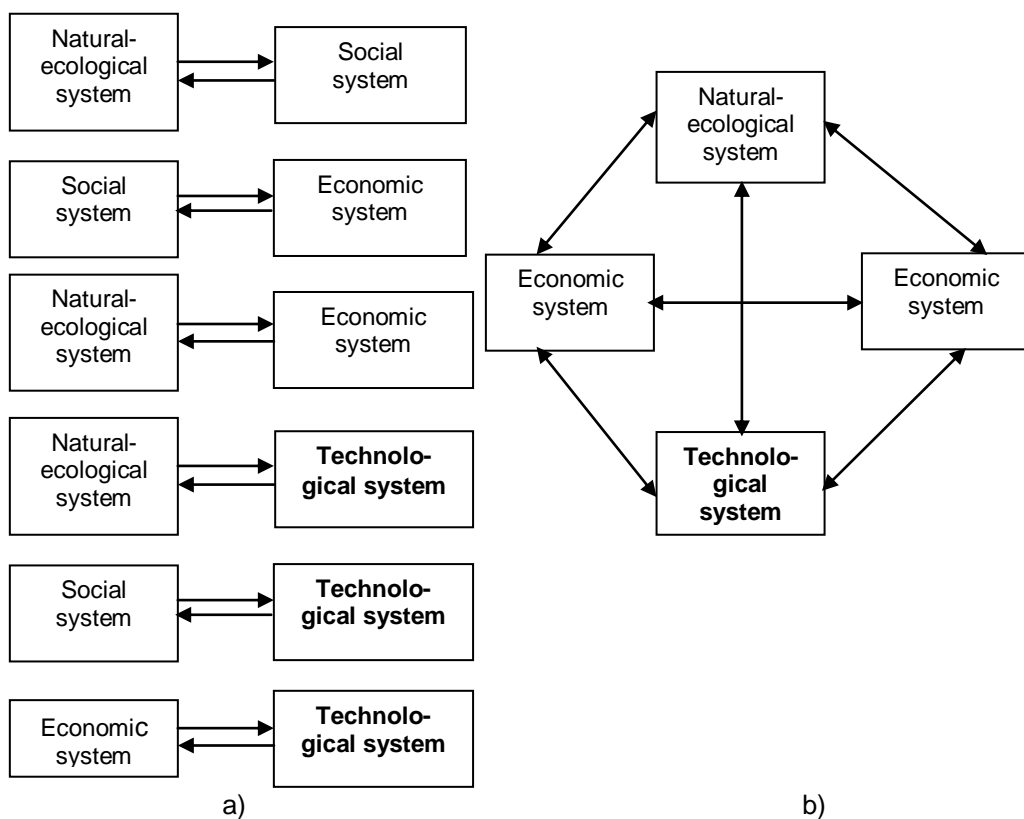 Natural-
ecological
system
Social
system
Social
system
Economic
system
Natural-
ecological
system
Economic
system
Natural-
ecological
system
Technolo-
gical system
Social
system
Technolo-
gical system
Economic
system
Technolo-
gical system
a)
Natural-
ecological
system
Economic
system
Economic
system
Technolo-
gical
system
b)